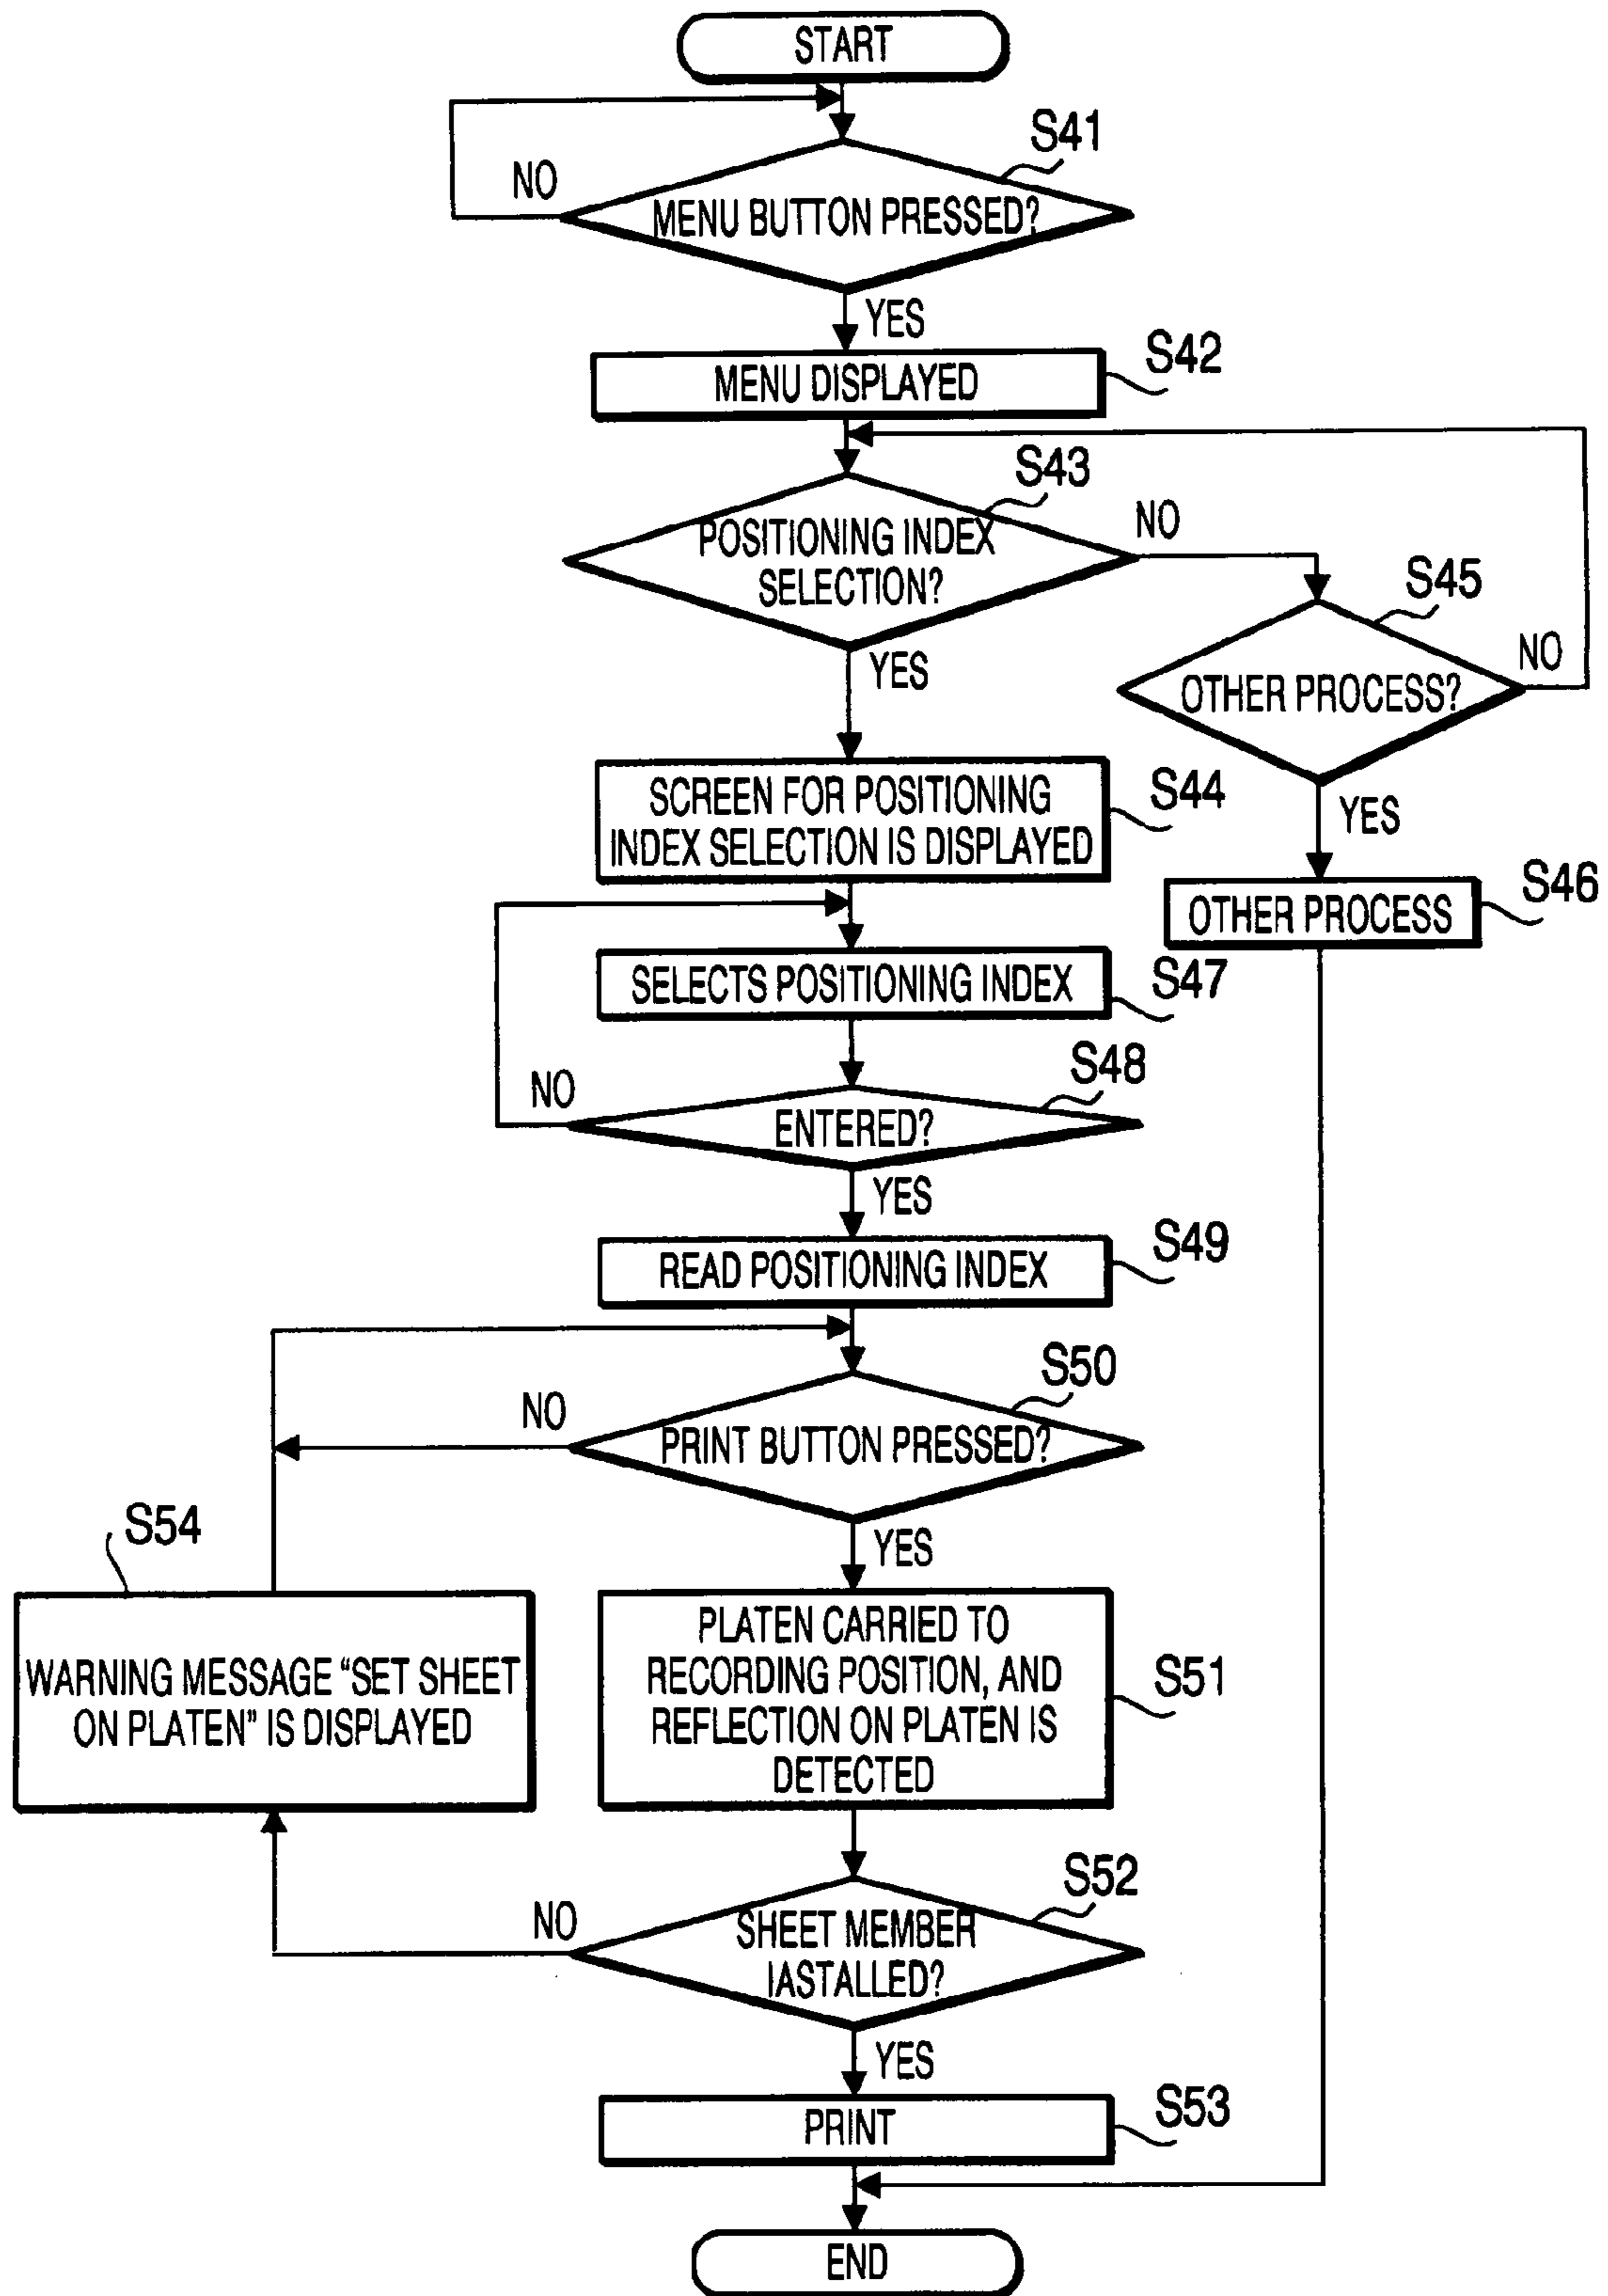 START
S41
NO
MENU BUTTON PRESSED?
YES
S42
MENU DISPLAYED
S43
POSITIONING INDEX
SELECTION?
NO
S45
NO
OTHER PROCESS?
YES
YES
S44
SCREEN FOR POSITIONING
INDEX SELECTION IS DISPLAYED
S46
OTHER PROCESS
S47
SELECTS POSITIONING INDEX
S48
NO
ENTERED?
YES
S49
READ POSITIONING INDEX
S50
NO
PRINT BUTTON PRESSED?
YES
S54
WARNING MESSAGE “SET SHEET
ON PLATEN” IS DISPLAYED
PLATEN CARRIED TO
RECORDING POSITION, AND
REFLECTION ON PLATEN IS
DETECTED
S51
S52
NO
SHEET MEMBER
IASTALLED?
YES
S53
PRINT
END